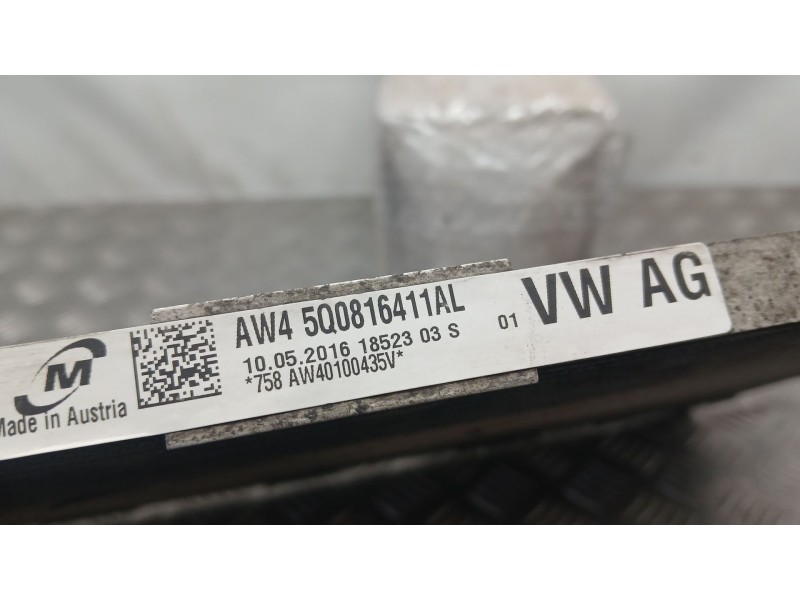 M
Made in Austria
AW4 5Q0816411AL
10.05.2016 18523 03 S
*758 AW40100435V*
01
VW AG